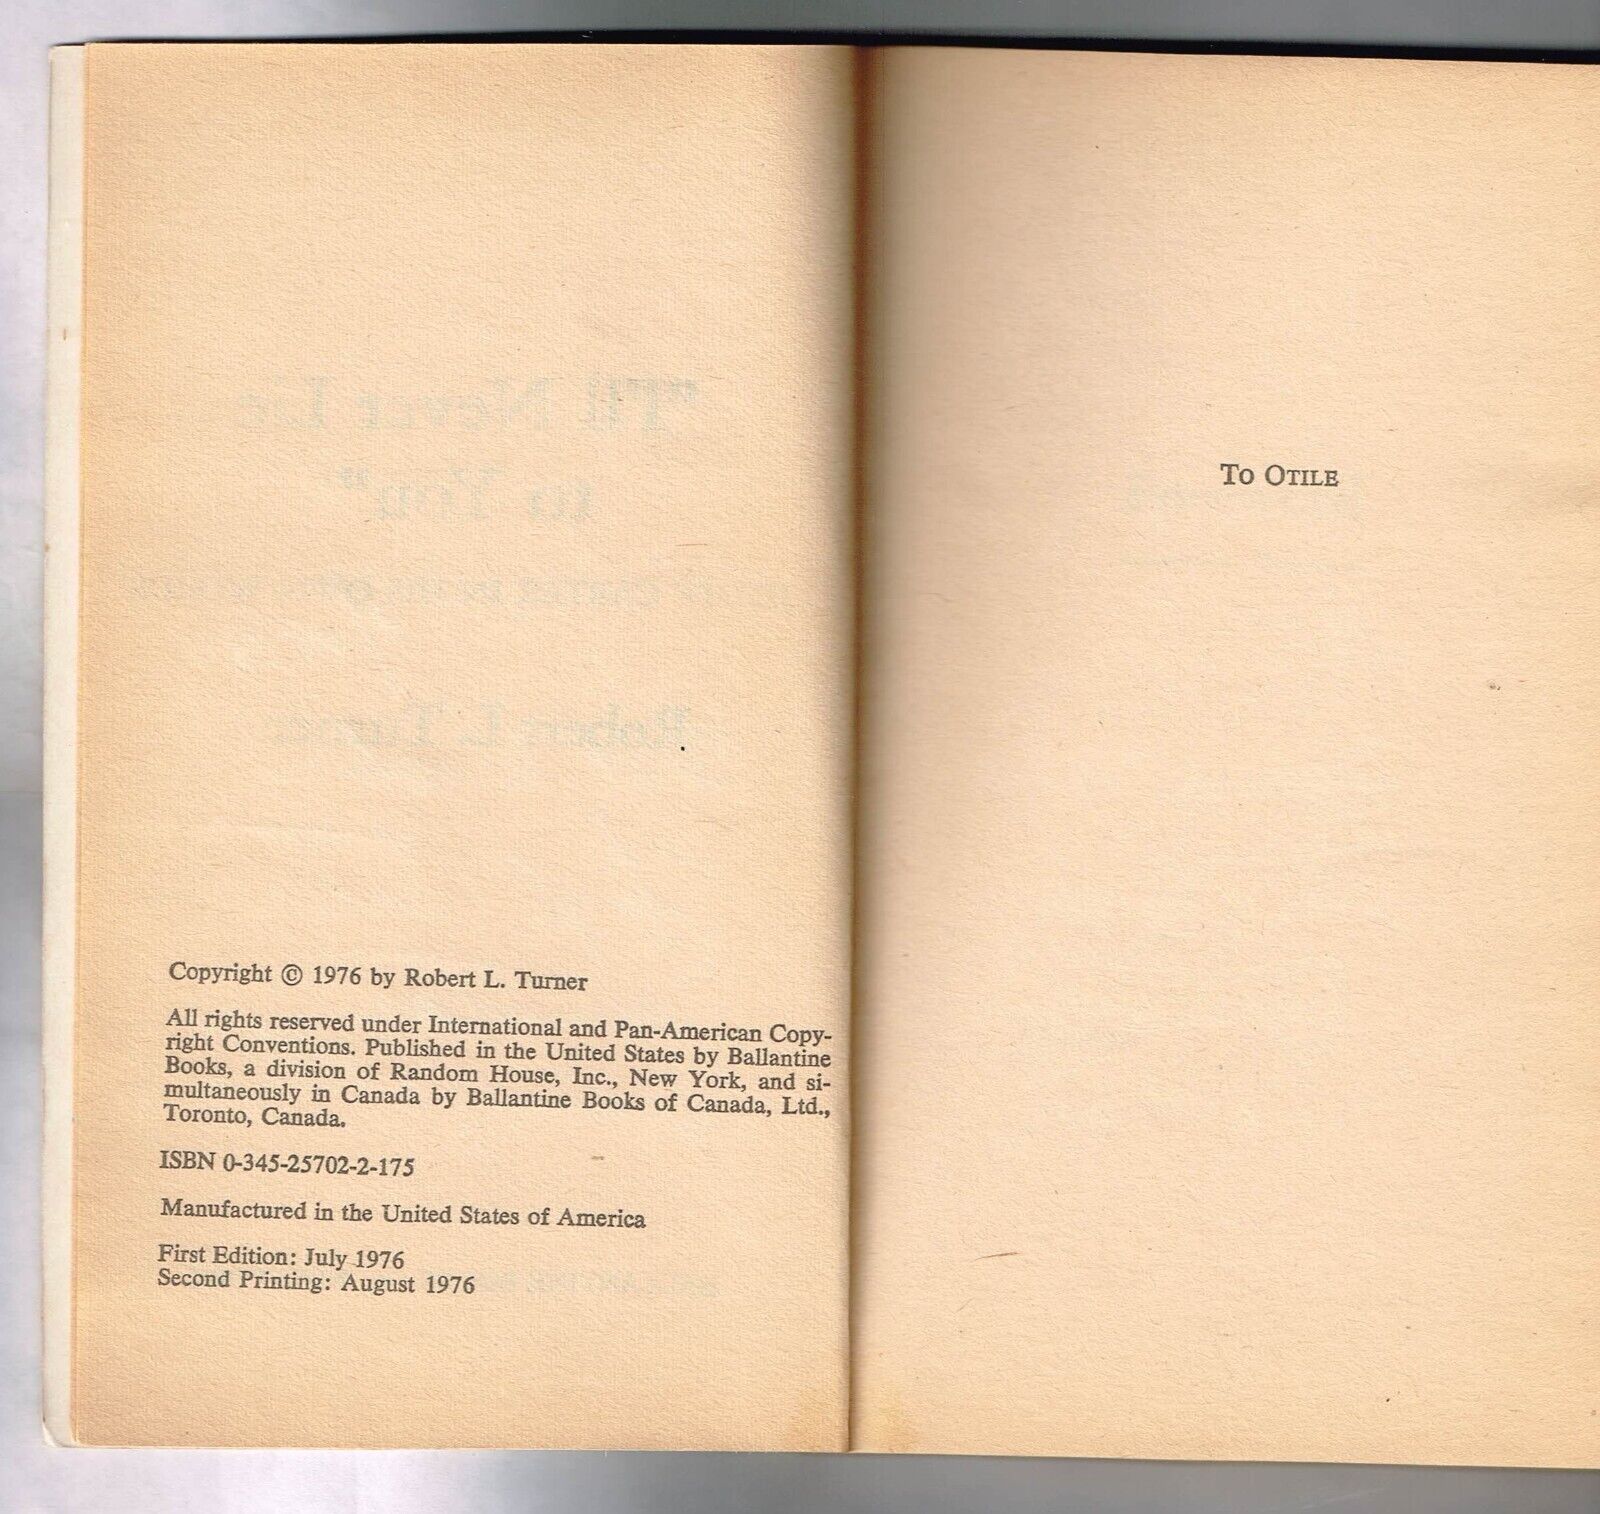 Copyright © 1976 by Robert L. Turner
All rights reserved under International and Pan-American Copy-
right Conventions. Published in the United States by Ballantine
Books, a division of Random House, Inc., New York, and si-
multaneously in Canada by Ballantine Books of Canada, Ltd.,
Toronto, Canada.
ISBN 0-345-25702-2-175
Manufactured in the United States of America
First Edition: July 1976
Second Printing: August 1976
To Otile